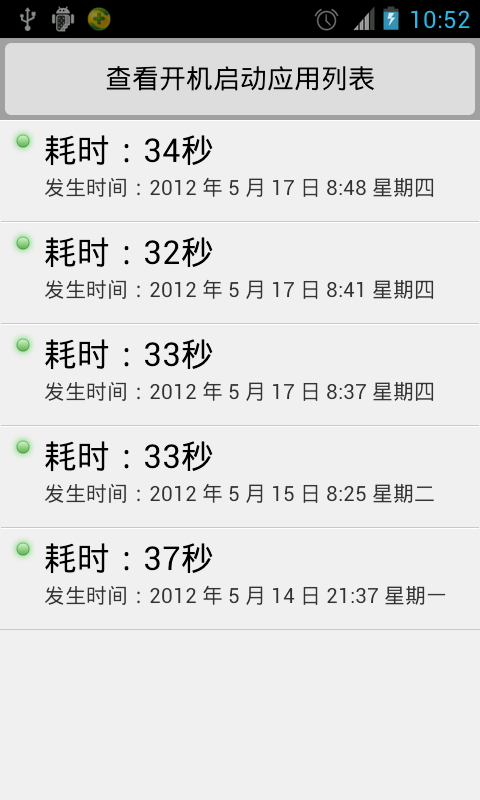 10:52
查看开机启动应用列表
耗时：34秒
发生时间：2012 年 5 月 17 日 8:48 星期四
耗时：32秒
发生时间：2012 年 5 月 17 日 8:41 星期四
耗时：33秒
发生时间：2012 年 5 月 17 日 8:37 星期四
耗时：33秒
发生时间：2012 年 5 月 15 日 8:25 星期二
耗时：37秒
发生时间：2012 年 5 月 14 日 21:37 星期一